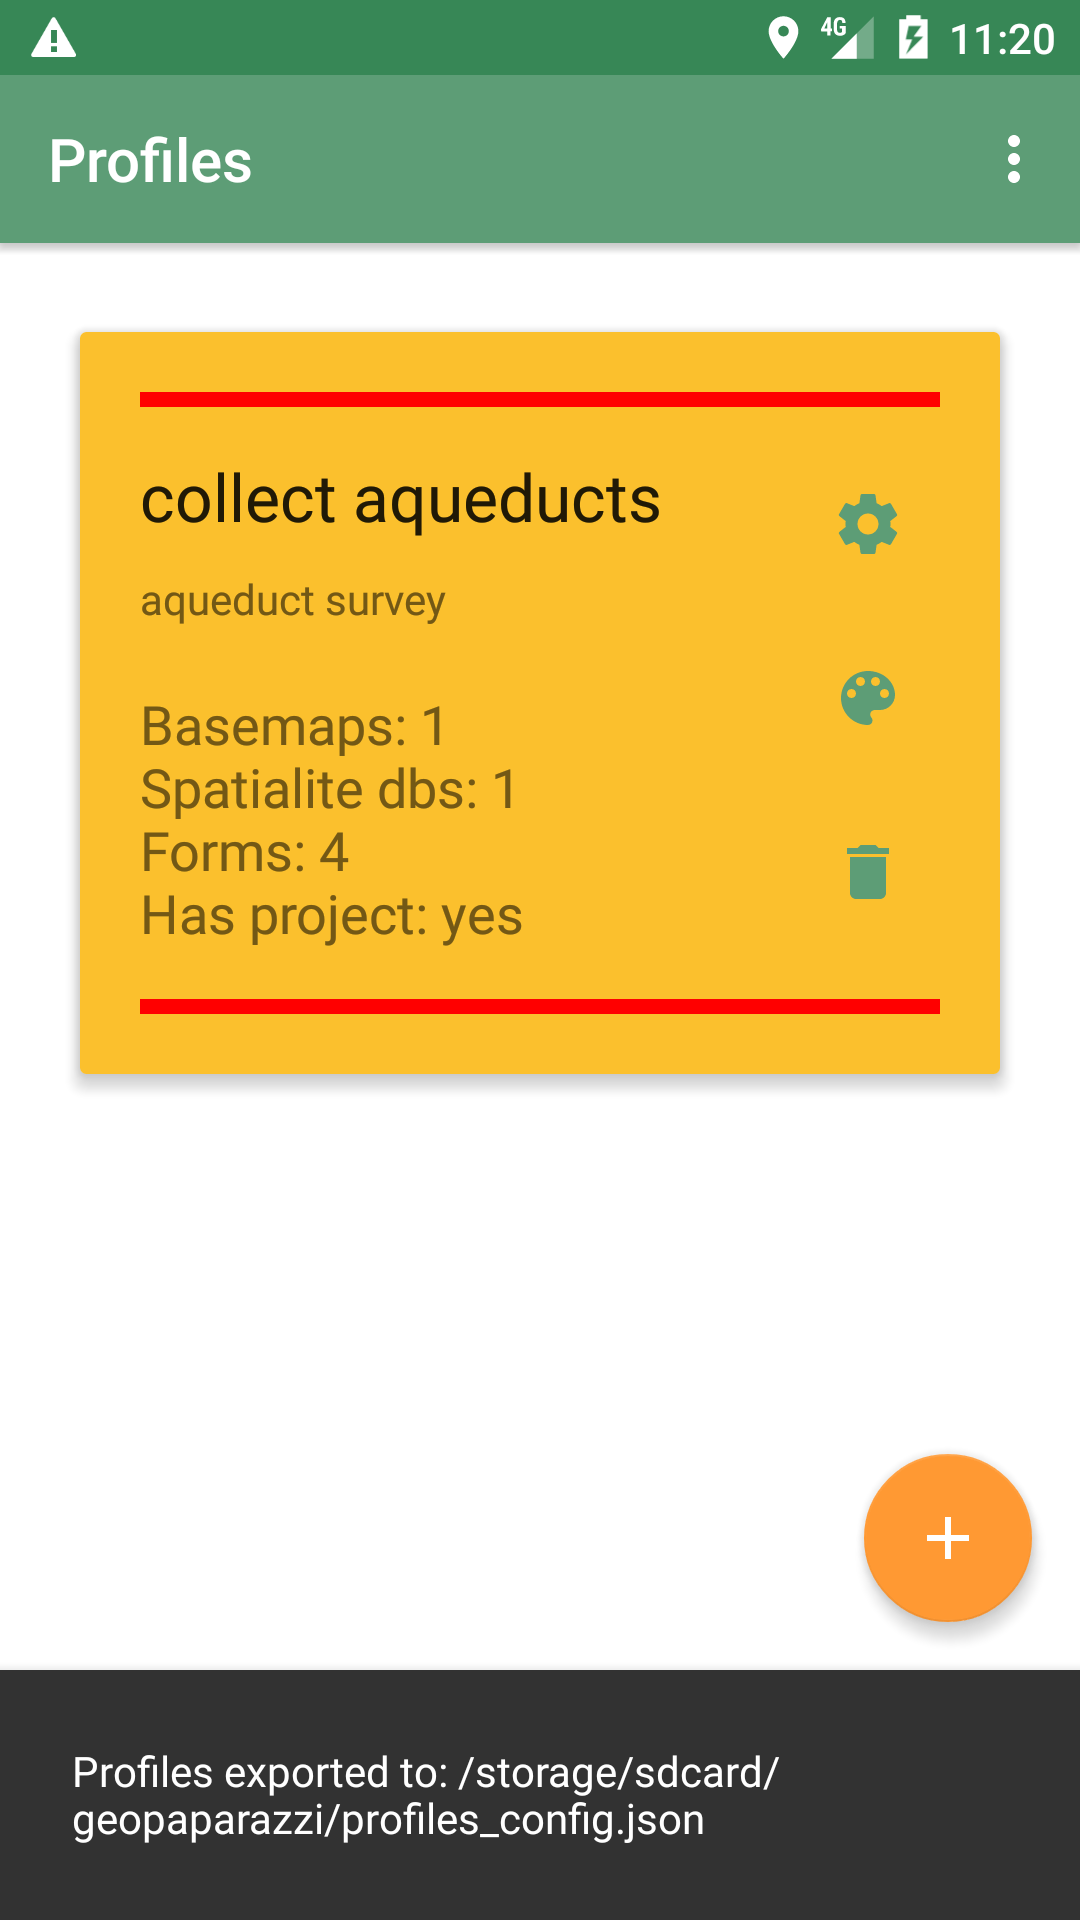 4G 11:20
Profiles
collect aqueducts
aqueduct survey
Basemaps: 1
Spatialite dbs: 1
Forms: 4
Has project: yes
Profiles exported to: /storage/sdcard/
geopaparazzi/profiles_config.json